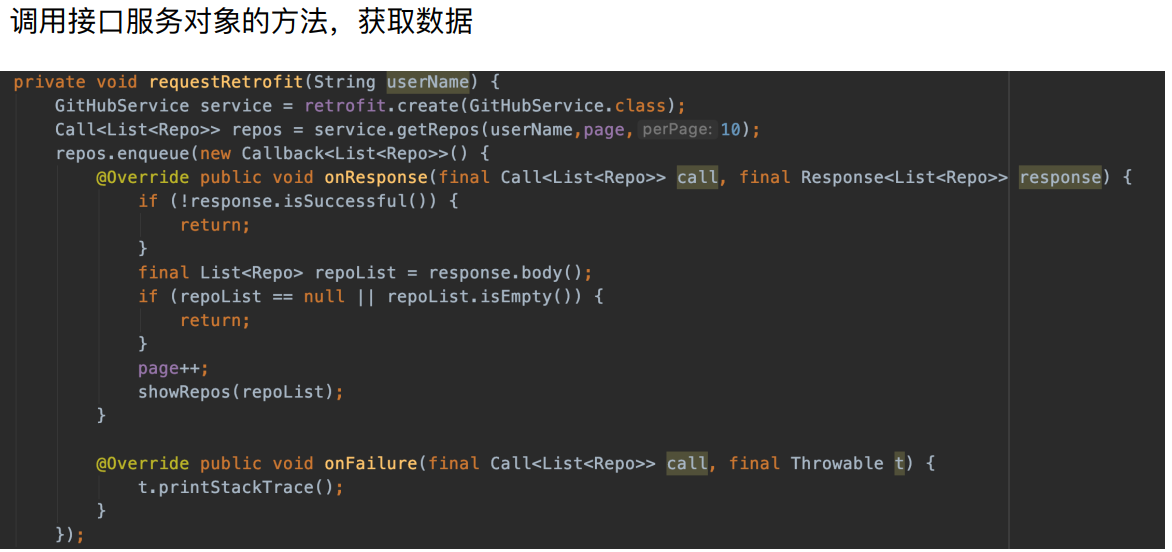 调用接口服务对象的方法，获取数据
private void requestRetrofit(String userName) {
    GitHubService service = retrofit.create(GitHubService.class);
    Call<List<Repo>> repos = service.getRepos(userName,page, perPage: 10);
    repos.enqueue(new Callback<List<Repo>>() {
        @Override public void onResponse(final Call<List<Repo>> call, final Response<List<Repo>> response) {
            if (!response.isSuccessful()) {
                return;
            }
            final List<Repo> repoList = response.body();
            if (repoList == null || repoList.isEmpty()) {
                return;
            }
            page++;
            showRepos(repoList);
        }
        @Override public void onFailure(final Call<List<Repo>> call, final Throwable t) {
            t.printStackTrace();
        }
    });